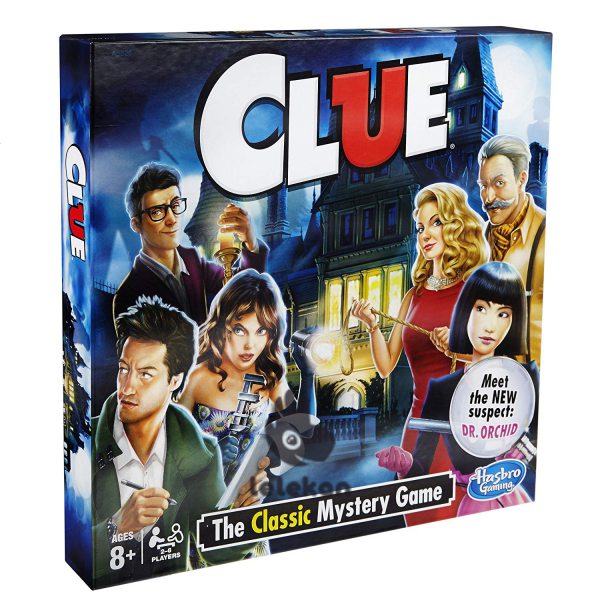 CLUE
CLUE
Meet
the NEW
suspect:
DR. ORCHID
Hasbro
Gaming
The Classic Mystery Game
AGES
8+
2-6
PLAYERS
lelekan